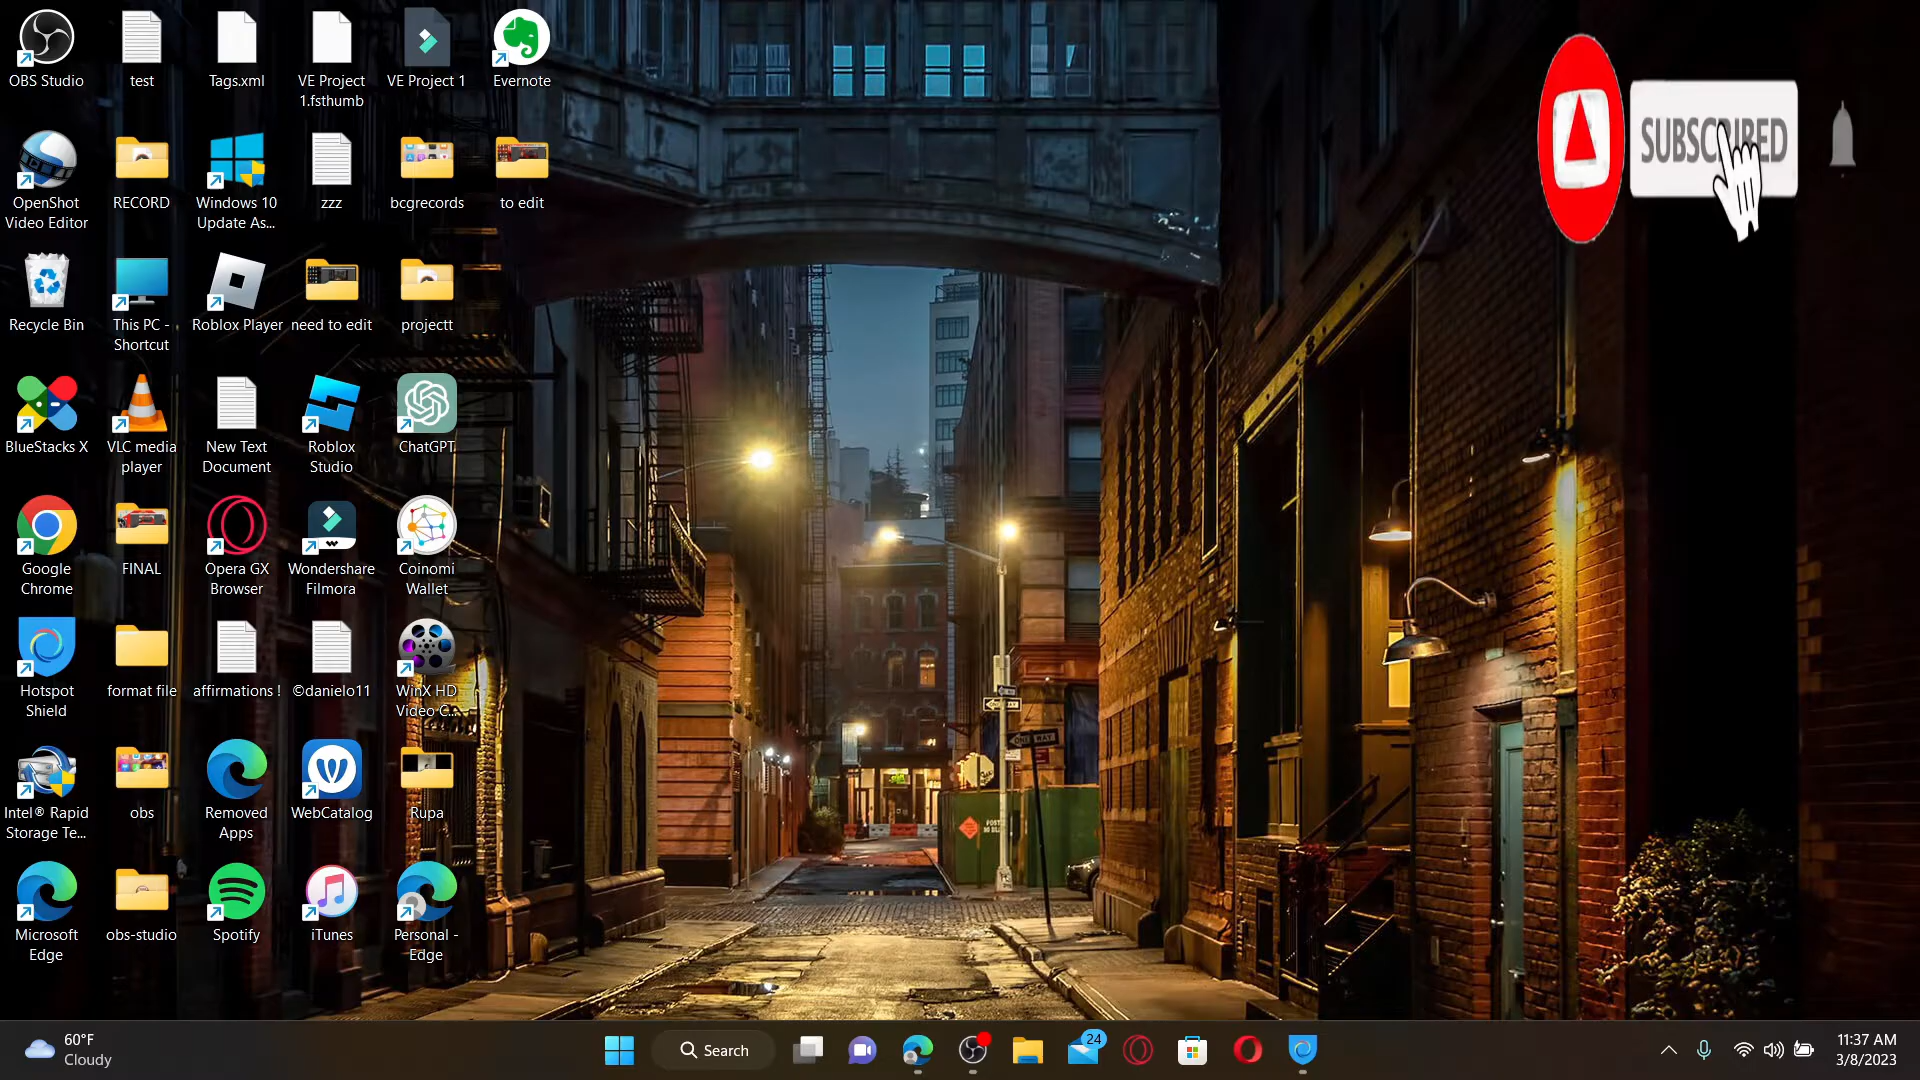 OBS Studio
test
Tags.xml
VE Project
1.fsthumb
VE Project 1
Evernote
SUBSCRIBED
OpenShot
Video Editor
RECORD
Windows 10
Update As...
zzz
bcgrecords
to edit
Recycle Bin
This PC -
Shortcut
Roblox Player
need to edit
projectt
BlueStacks X
VLC media
player
New Text
Document
Roblox
Studio
ChatGPT
Google
Chrome
FINAL
Opera GX
Browser
Wondershare
Filmora
Coinomi
Wallet
Hotspot
Shield
format file
affirmations !
©danielo11
WinX HD
Video C...
ONE WAY
Intel® Rapid
Storage Te...
obs
Removed
Apps
WebCatalog
Rupa
Microsoft
Edge
obs-studio
Spotify
iTunes
Personal -
Edge
60°F
Cloudy
Search
24
11:37 AM
3/8/2023